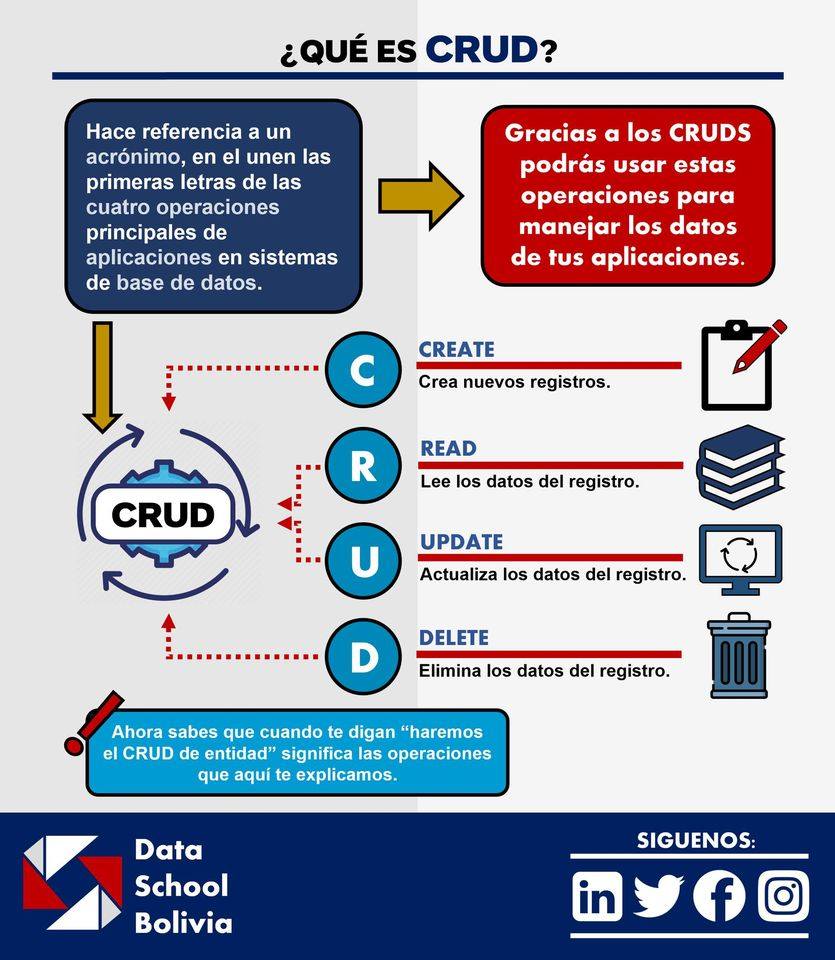 ¿QUÉ ES CRUD?
Hace referencia a un
acrónimo, en el unen las
primeras letras de las
cuatro operaciones
principales de
aplicaciones en sistemas
de base de datos.
Gracias a los CRUDS
podrás usar estas
operaciones para
manejar los datos
de tus aplicaciones.
CRUD
C
CREATE
Crea nuevos registros.
R
READ
Lee los datos del registro.
U
UPDATE
Actualiza los datos del registro.
D
DELETE
Elimina los datos del registro.
Ahora sabes que cuando te digan “haremos
el CRUD de entidad” significa las operaciones
que aquí te explicamos.
Data
School
Bolivia
SIGUENOS:
in